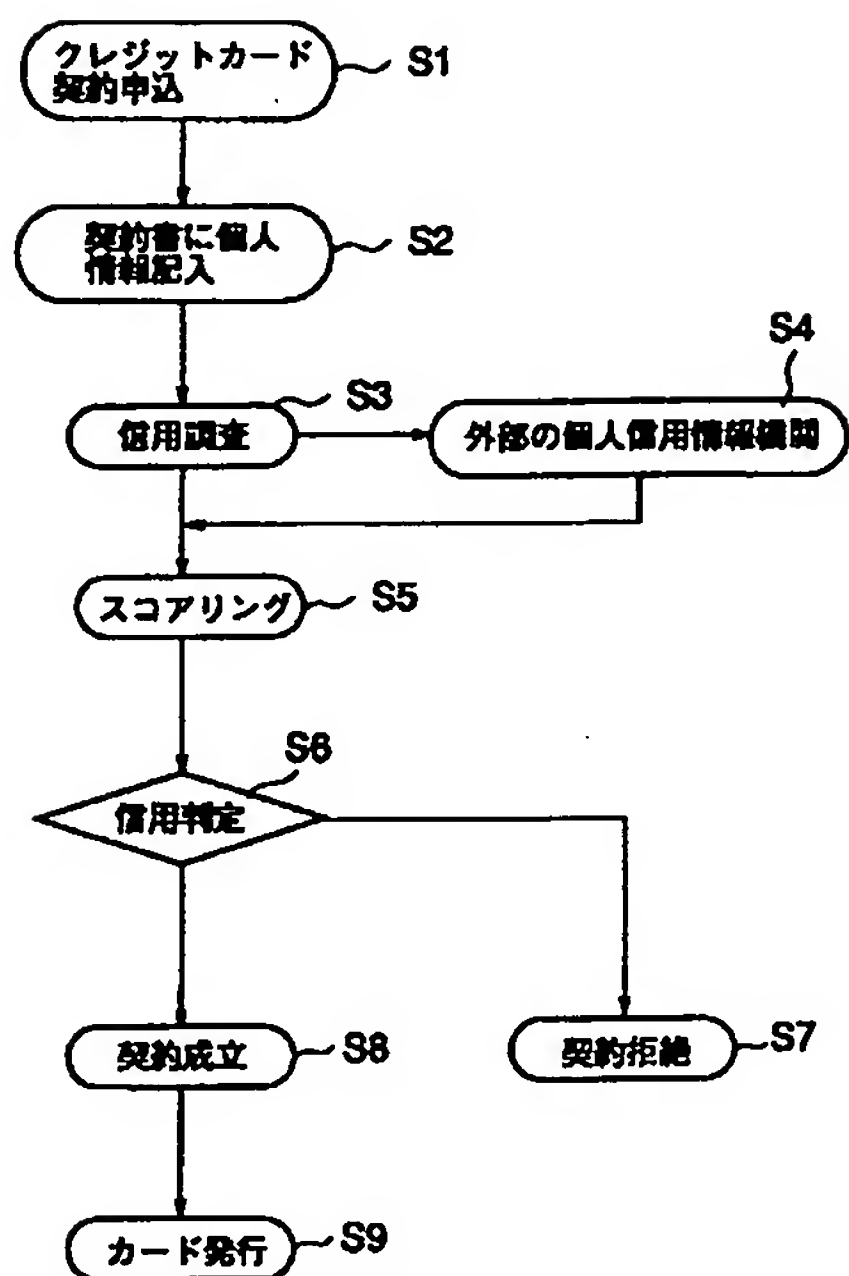 クレジットカード
契約申込
S1
契約書に個人
情報記入
S2
S3
信用調査
S4
外部の個人信用情報機関
スコアリング
S5
S6
信用判定
契約成立
S8
契約拒絶
S7
カード発行
S9